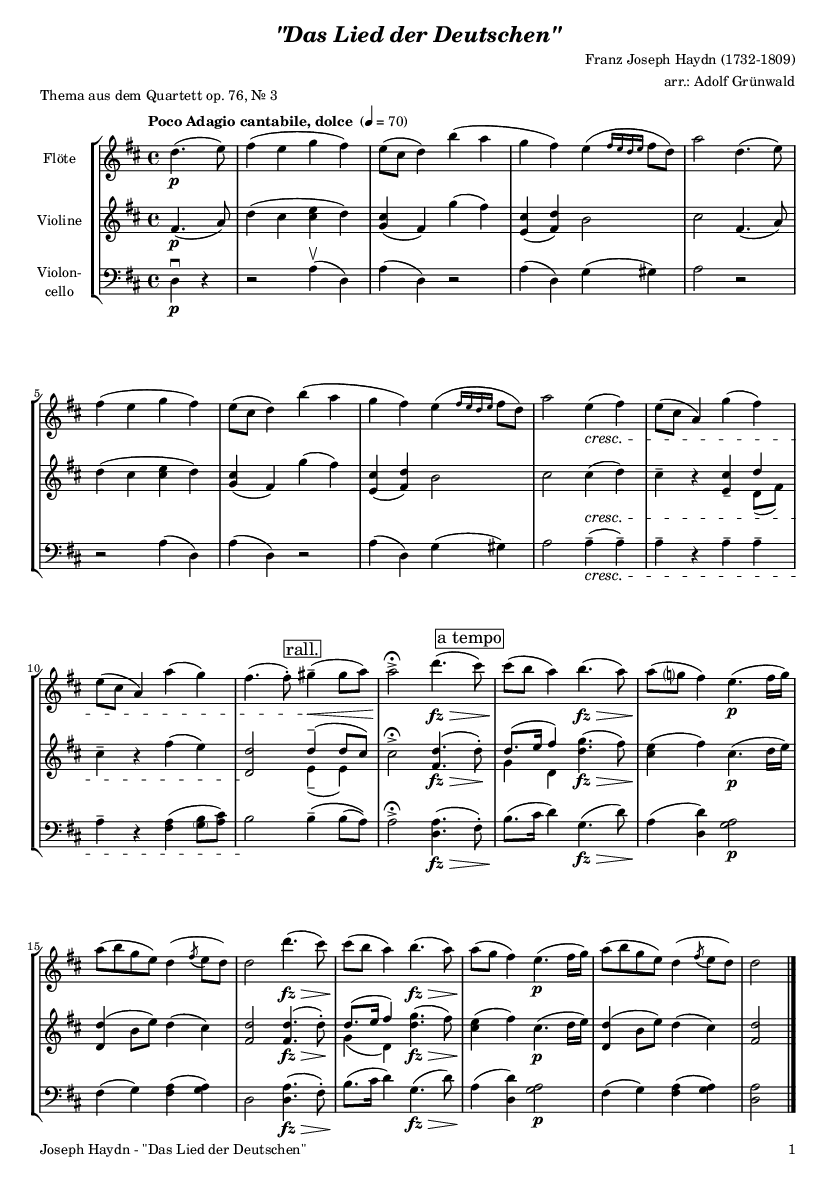 "Das Lied der Deutschen"
Franz Joseph Haydn (1732-1809)
arr.: Adolf Grünwald
Thema aus dem Quartett op. 76, № 3
Poco Adagio cantabile, dolce (♩ = 70)
Flöte
p
Violine
p
Violon-
cello
p
5
cresc.
cresc.
cresc.
10
rall.
a tempo
fz fz p
fz fz p
fz fz p
15
fz fz p
fz fz p
fz fz p
Joseph Haydn - "Das Lied der Deutschen" 1